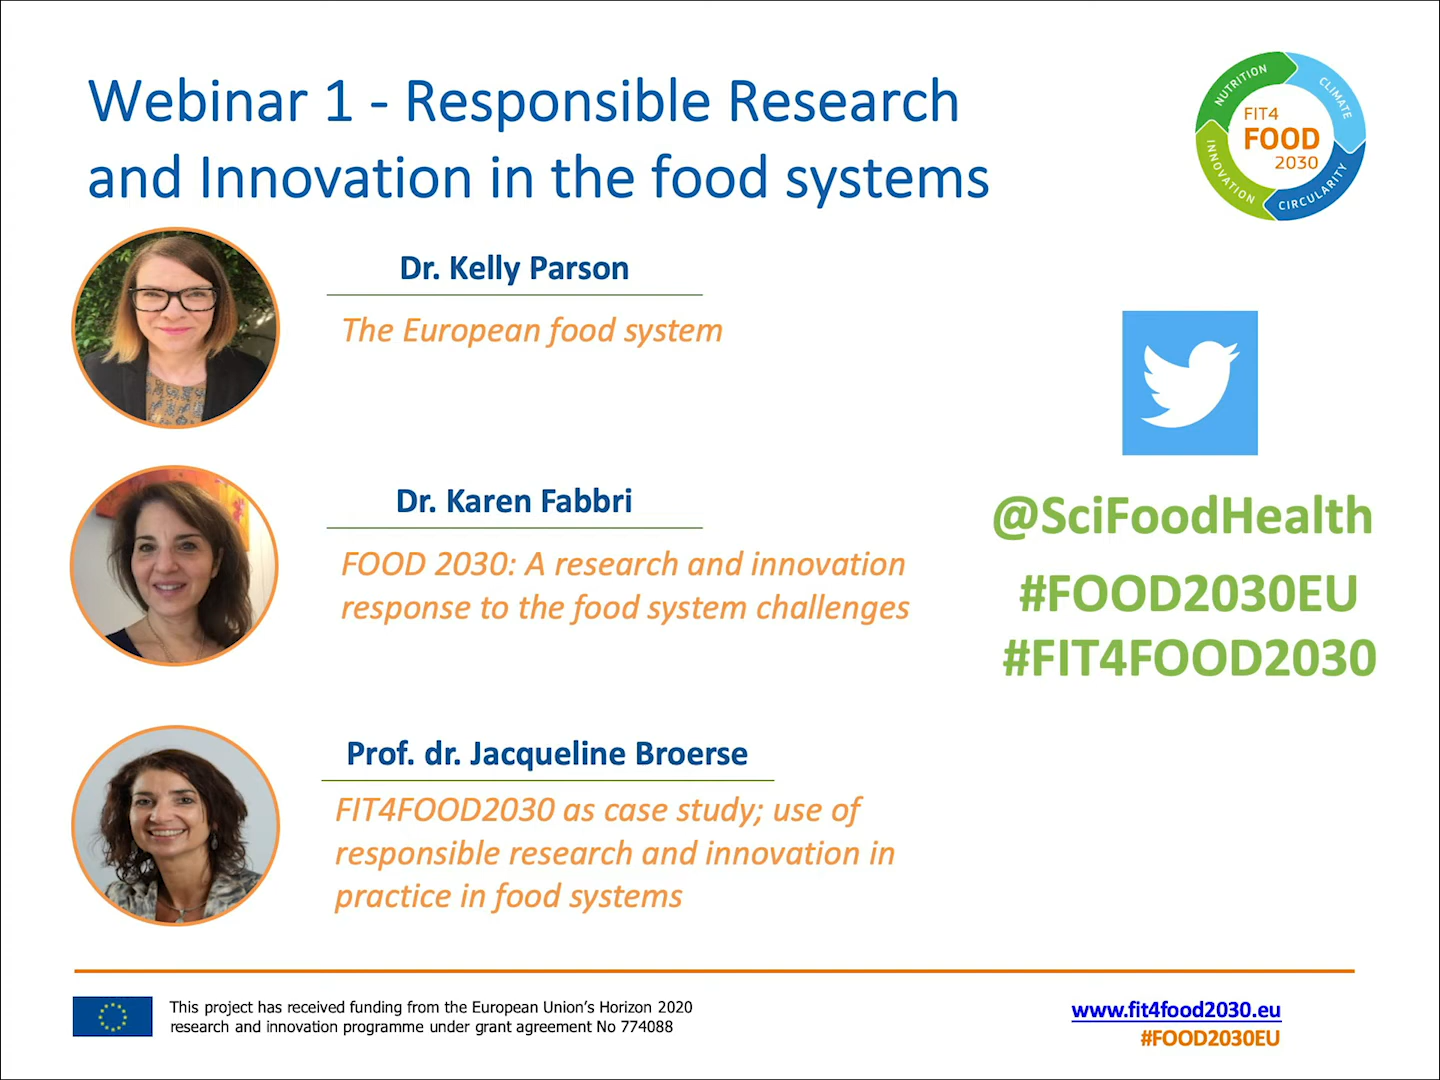 Webinar 1 - Responsible Research
and Innovation in the food systems
NUTRITION
CLIMATE
CIRCULARITY
INNOVATION
FIT4
FOOD
2030
Dr. Kelly Parson
The European food system
Dr. Karen Fabbri
FOOD 2030: A research and innovation
response to the food system challenges
Prof. dr. Jacqueline Broerse
FIT4FOOD2030 as case study; use of
responsible research and innovation in
practice in food systems
@SciFoodHealth
#FOOD2030EU
#FIT4FOOD2030
This project has received funding from the European Union’s Horizon 2020
research and innovation programme under grant agreement No 774088
www.fit4food2030.eu
#FOOD2030EU